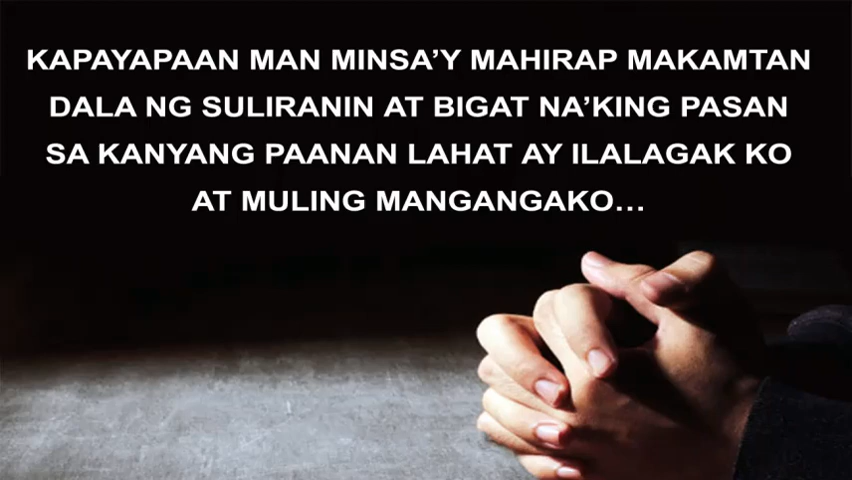 KAPAYAPAAN MAN MINSA’Y MAHIRAP MAKAMTAN
DALA NG SULIRANIN AT BIGAT NA’KING PASAN
SA KANYANG PAANAN LAHAT AY ILALAGAK KO
AT MULING MANGANGAKO...